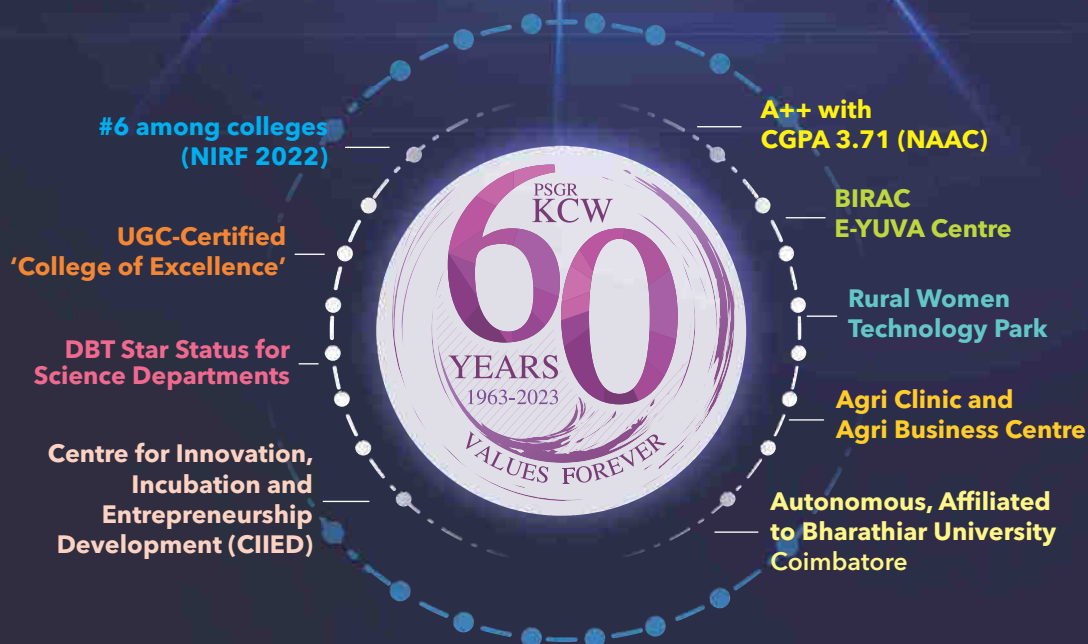 #6 among colleges
(NIRF 2022)
UGC-Certified
‘College of Excellence’
DBT Star Status for
Science Departments
Centre for Innovation,
Incubation and
Entrepreneurship
Development (CIIED)
PSGR
KCW
60
YEARS
1963-2023
VALUES FOREVER
A++ with
CGPA 3.71 (NAAC)
BIRAC
E-YUVA Centre
Rural Women
Technology Park
Agri Clinic and
Agri Business Centre
Autonomous, Affiliated
to Bharathiar University
Coimbatore